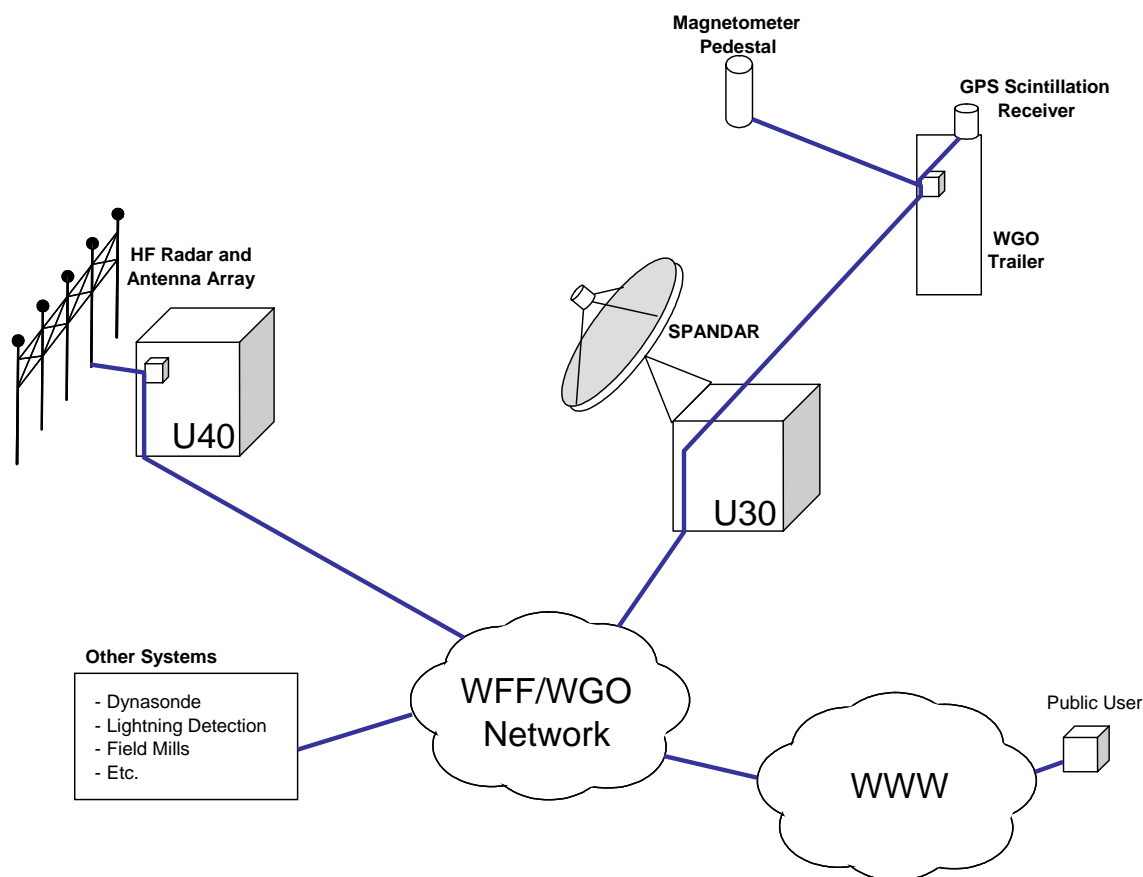 Magnetometer
Pedestal
GPS Scintillation
Receiver
HF Radar and
Antenna Array
WGO
Trailer
SPANDAR
U40
U30
Other Systems
- Dynasonde
- Lightning Detection
- Field Mills
- Etc.
WFF/WGO
Network
Public User
WWW